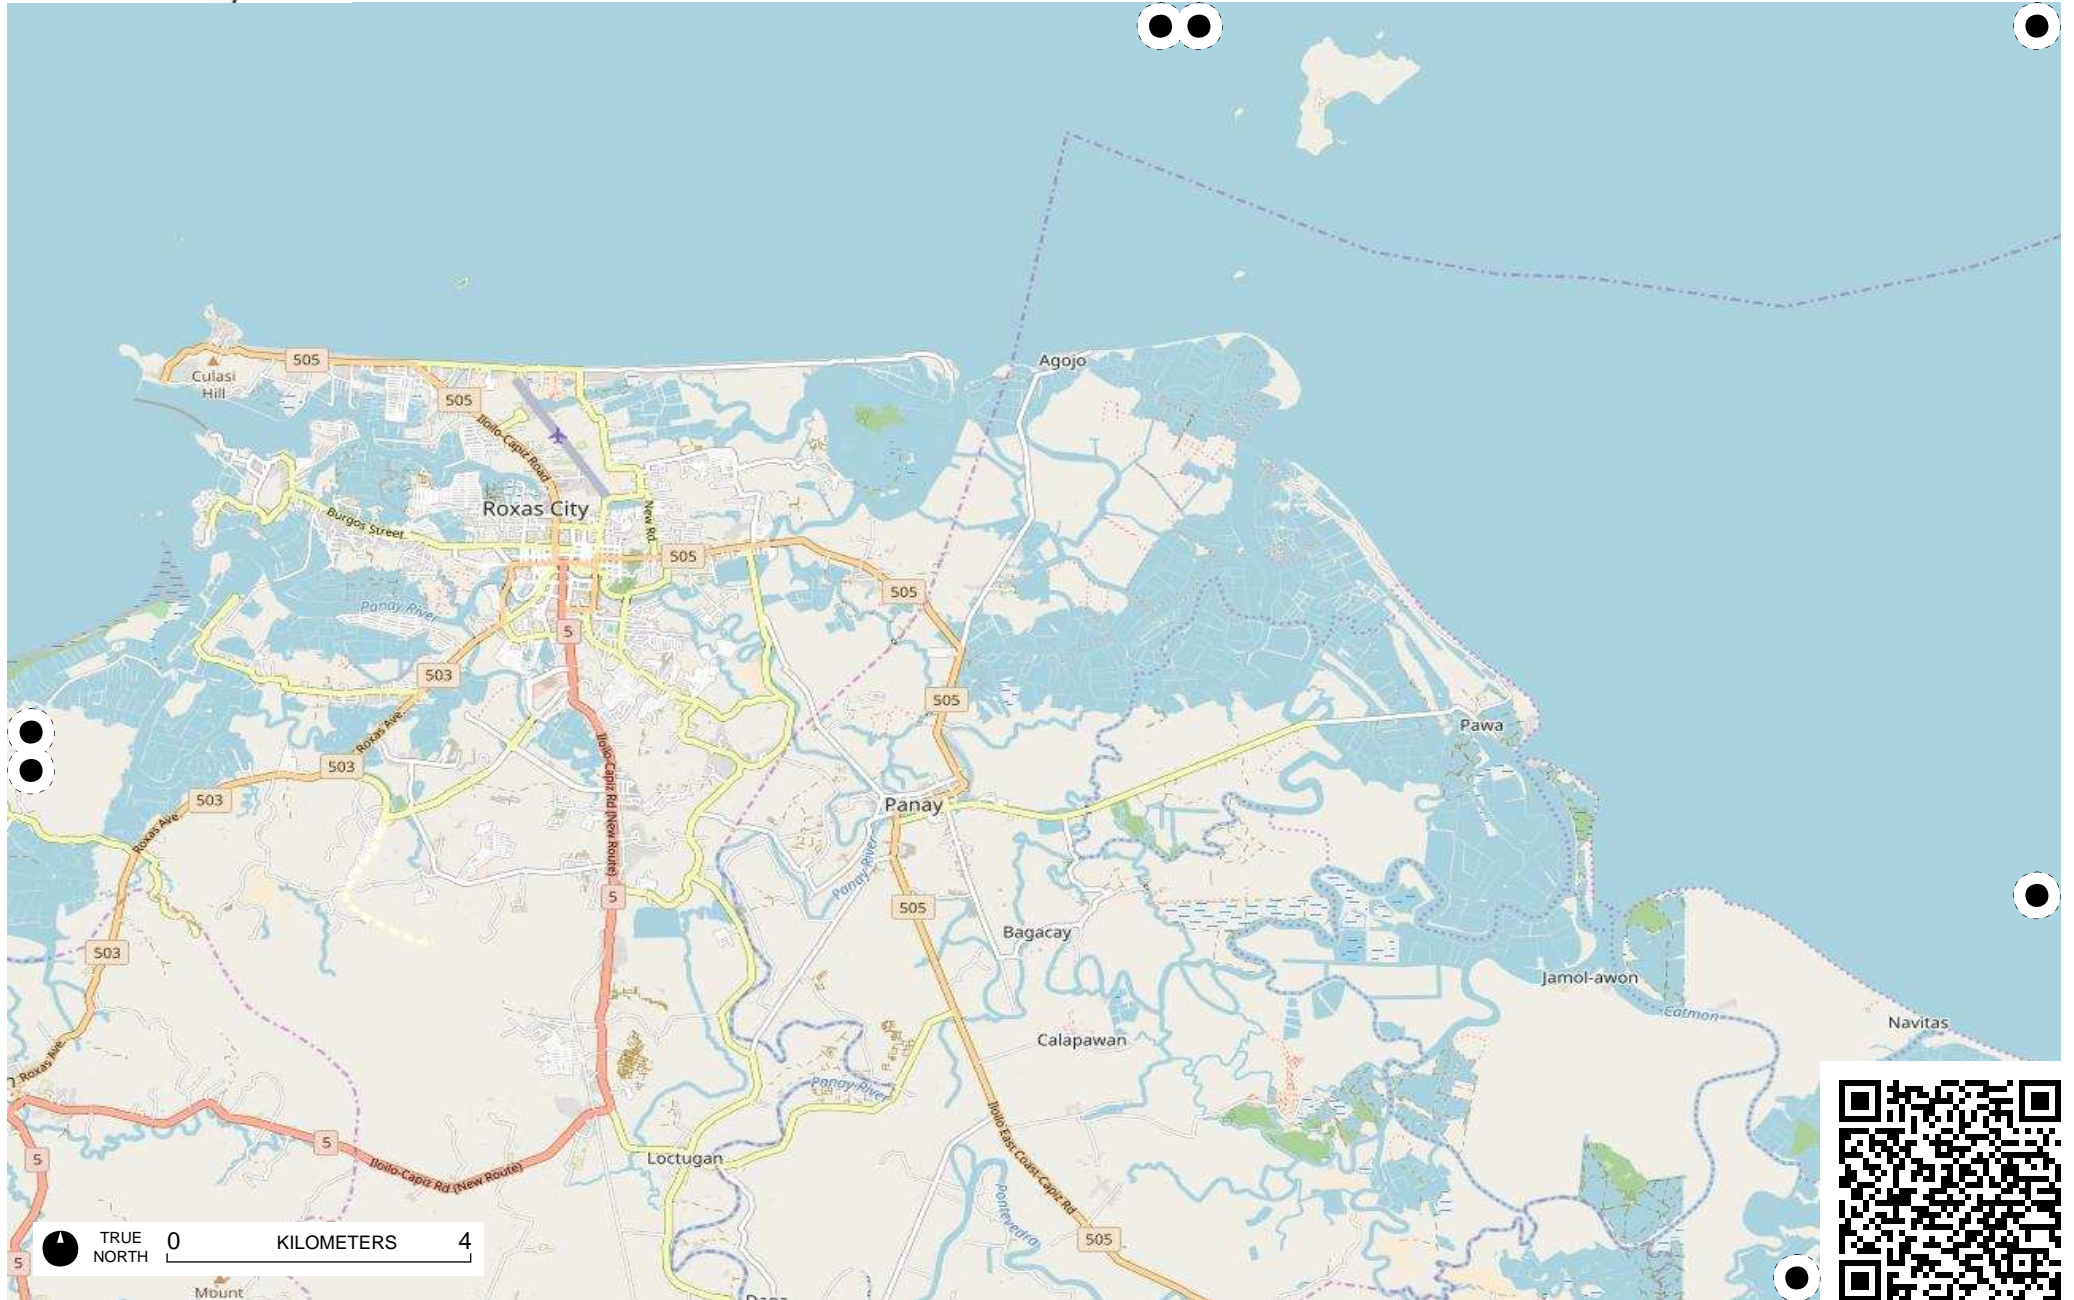 Agojo
505
Culasi
Hill
505
Iloilo-Capiz Road
Roxas City
New Rd
Burgos Street
505
505
Panay River
5
503
505
Roxas Ave
Pawa
503
503
Panay
Roxas Ave
Iloilo-Capiz Rd (New Route)
Panay River
5
505
Bagacay
503
Jamol-awon
Catmon
Navitas
Calapawan
Roxas Ave
Panay River
5
Iloilo East Coast-Capiz Rd
5
Iloilo-Capiz Rd (New Route)
Loctugan
Pontevedra
505
TRUE
NORTH
0 KILOMETERS 4
5
Mount